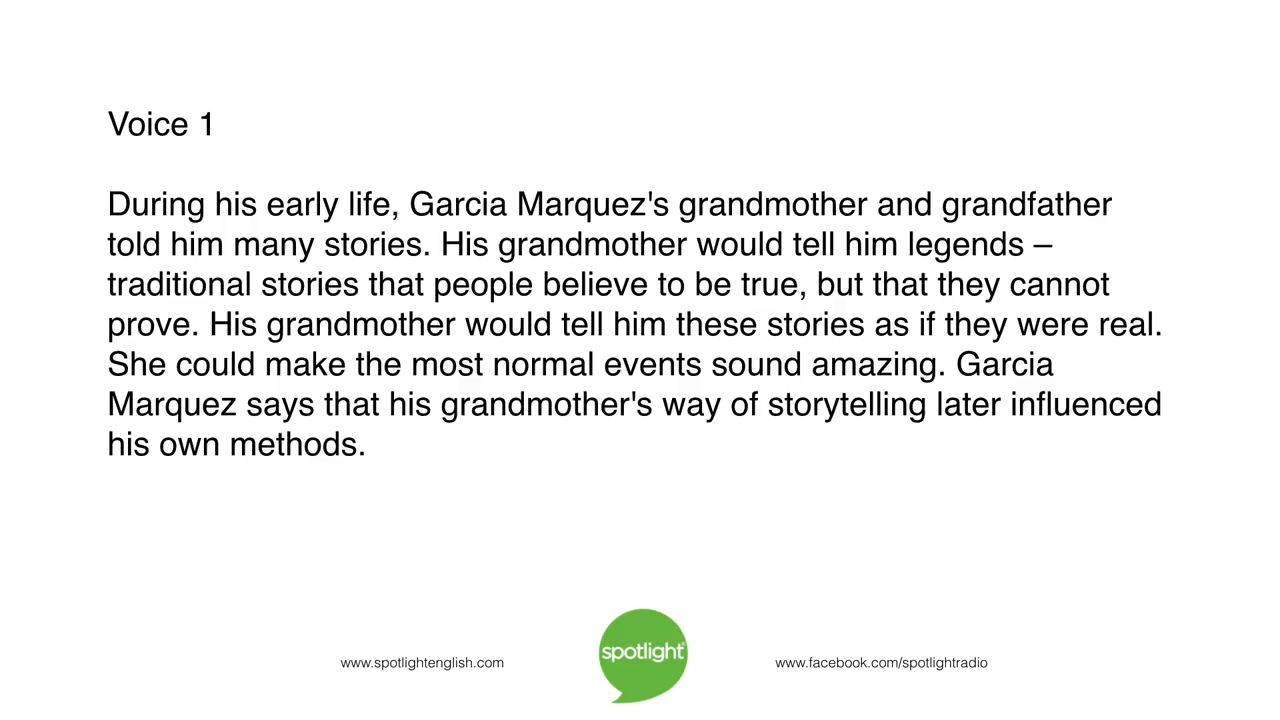 Voice 1
During his early life, Garcia Marquez's grandmother and grandfather
told him many stories. His grandmother would tell him legends –
traditional stories that people believe to be true, but that they cannot
prove. His grandmother would tell him these stories as if they were real.
She could make the most normal events sound amazing. Garcia
Marquez says that his grandmother's way of storytelling later influenced
his own methods.
www.spotlightenglish.com
spotlight®
www.facebook.com/spotlightradio